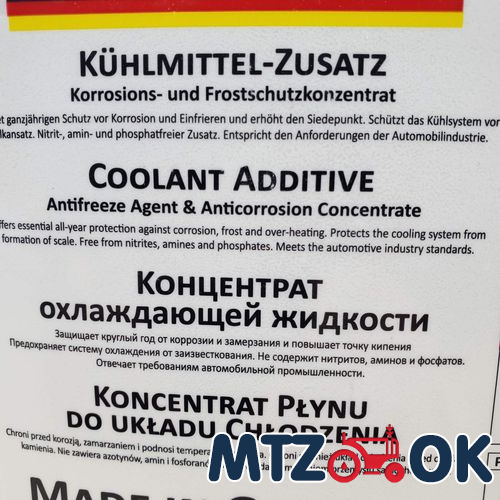 KÜHLMITTEL-ZUSATZ
Korrosions- und Frostschutzkonzentrat
et ganzjährigen Schutz vor Korrosion und Einfrieren und erhöht den Siedepunkt. Schützt das Kühlsystem vor
lkansatz. Nitrit-, amin- und phosphatfreier Zusatz. Entspricht den Anforderungen der Automobilindustrie.
COOLANT ADDITIVE
Antifreeze Agent & Anticorrosion Concentrate
ffers essential all-year protection against corrosion, frost and over-heating. Protects the cooling system from
formation of scale. Free from nitrites, amines and phosphates. Meets the automotive industry standards.
КОНЦЕНТРАТ
ОХЛАЖДАЮЩЕЙ ЖИДКОСТИ
Защищает круглый год от коррозии и замерзания и повышает точку кипения
Предохраняет систему охлаждения от заизвесткования. Не содержит нитритов, аминов и фосфатов.
Отвечает требованиям автомобильной промышленности.
KONCENTRAT PŁYNU
DO UKŁADU CHŁODZENIA
Chroni przed korozją, zamarzaniem i podnosi temperat
kamienia. Nie zawiera azotynów, amin i fosforanó
MTZ OK
MADE IN G